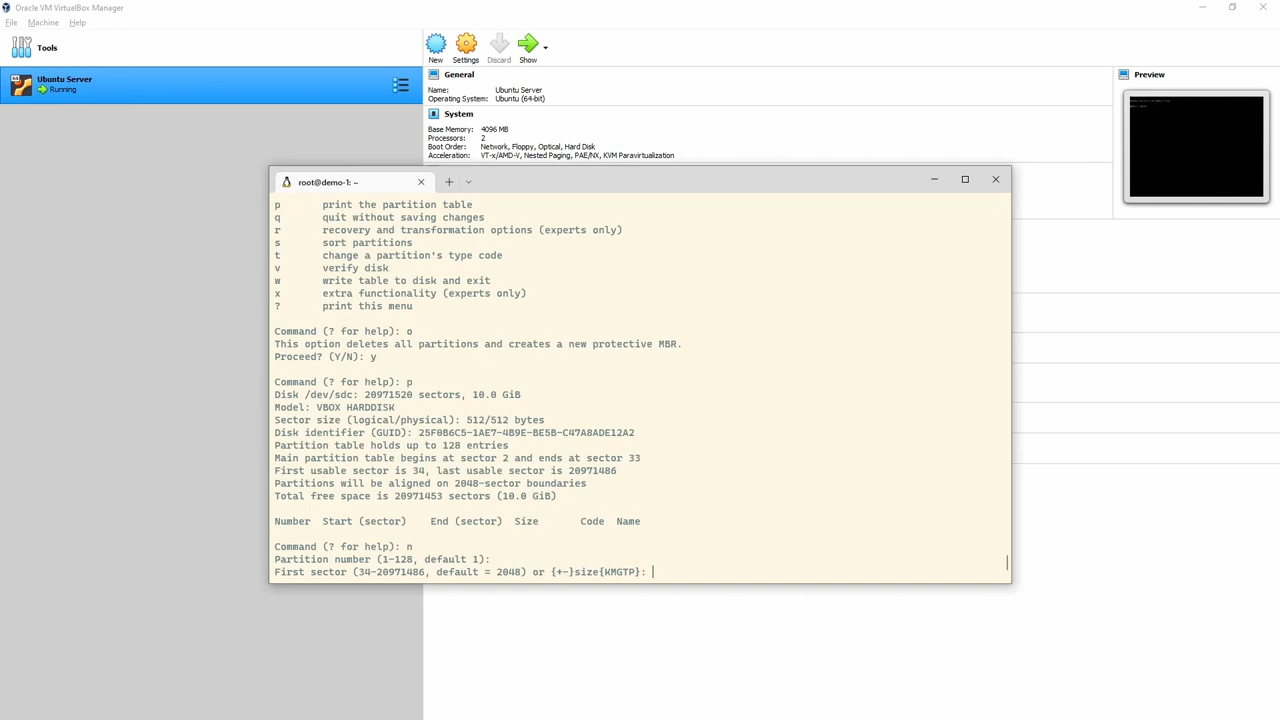 Oracle VM VirtualBox Manager
File Machine Help
Tools
New Settings Discard Show
Ubuntu Server
Running
General
Name: Ubuntu Server
Operating System: Ubuntu (64-bit)
System
Base Memory: 4096 MB
Processors: 2
Boot Order: Network, Floppy, Optical, Hard Disk
Acceleration: VT-x/AMD-V, Nested Paging, PAE/NX, KVM Paravirtualization
Preview
root@demo-1: ~
p print the partition table
q quit without saving changes
r recovery and transformation options (experts only)
s sort partitions
t change a partition's type code
v verify disk
w write table to disk and exit
x extra functionality (experts only)
? print this menu
Command (? for help): o
This option deletes all partitions and creates a new protective MBR.
Proceed? (Y/N): y
Command (? for help): p
Disk /dev/sdc: 20971520 sectors, 10.0 GiB
Model: VBOX HARDDISK
Sector size (logical/physical): 512/512 bytes
Disk identifier (GUID): 25F0B6C5-1AE7-4B9E-BE5B-C47A8ADE12A2
Partition table holds up to 128 entries
Main partition table begins at sector 2 and ends at sector 33
First usable sector is 34, last usable sector is 20971486
Partitions will be aligned on 2048-sector boundaries
Total free space is 20971453 sectors (10.0 GiB)
Number Start (sector) End (sector) Size Code Name
Command (? for help): n
Partition number (1-128, default 1):
First sector (34-20971486, default = 2048) or {+-}size{KMGTP}: